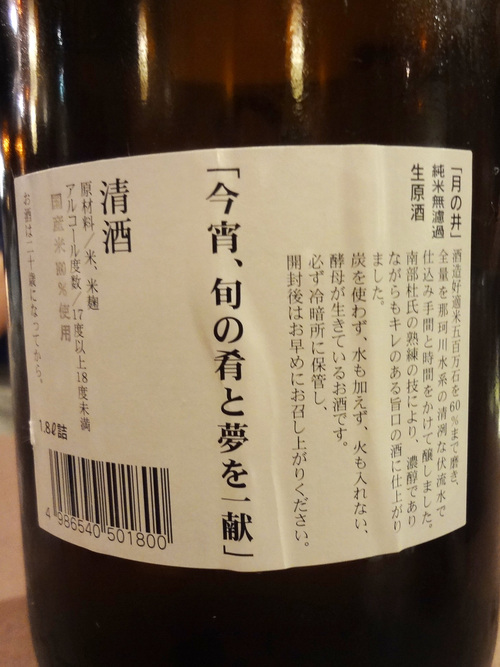 「月の井」
純米無濾過
生原酒
酒造好適米五百万石を60%まで磨き、
全量を那珂川水系の清冽な伏流水で
仕込み手間と時間をかけて醸しました。
南部杜氏の熟練の技により、濃醇であり
ながらもキレのある旨口の酒に仕上がり
ました。
炭を使わず、水も加えず、火も入れない、
酵母が生きているお酒です。
必ず冷暗所に保管し、
開封後はお早めにお召し上がりください。
「今宵、旬の肴と夢を一献」
清酒
原材料/米、米麹
アルコール度数/17度以上18度未満
国産米100%使用
お酒は二十歳になってから。
1.8ℓ詰
4 986540 501800